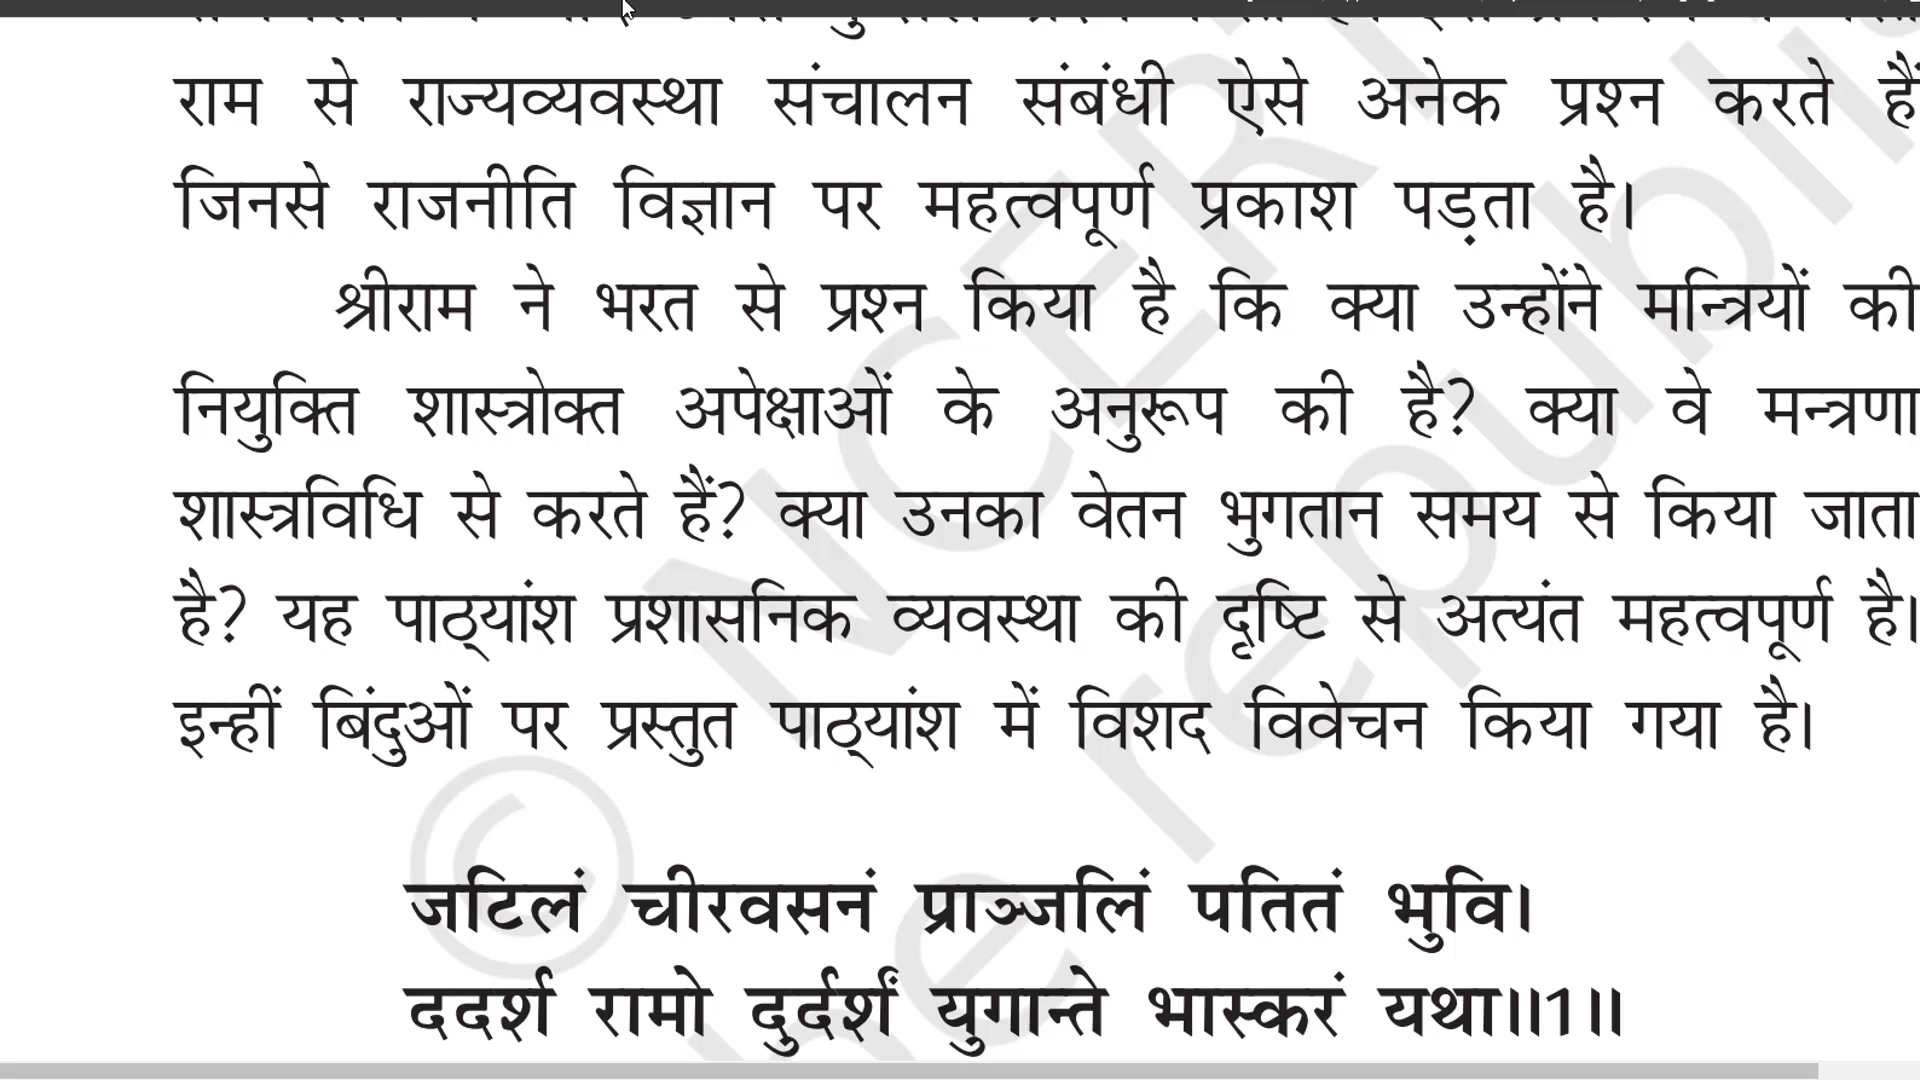 राम से राज्यव्यवस्था संचालन संबंधी ऐसे अनेक प्रश्न करते हैं
जिनसे राजनीति विज्ञान पर महत्वपूर्ण प्रकाश पड़ता है।
श्रीराम ने भरत से प्रश्न किया है कि क्या उन्होंने मन्त्रियों की
नियुक्ति शास्त्रोक्त अपेक्षाओं के अनुरूप की है? क्या वे मन्त्रणा
शास्त्रविधि से करते हैं? क्या उनका वेतन भुगतान समय से किया जाता
है? यह पाठ्यांश प्रशासनिक व्यवस्था की दृष्टि से अत्यंत महत्वपूर्ण है।
इन्हीं बिंदुओं पर प्रस्तुत पाठ्यांश में विशद विवेचन किया गया है।
जटिलं चीरवसनं प्राञ्जलिं पतितं भुवि।
ददर्श रामो दुर्दर्शं युगान्ते भास्करं यथा॥1॥
© NCERT
republi